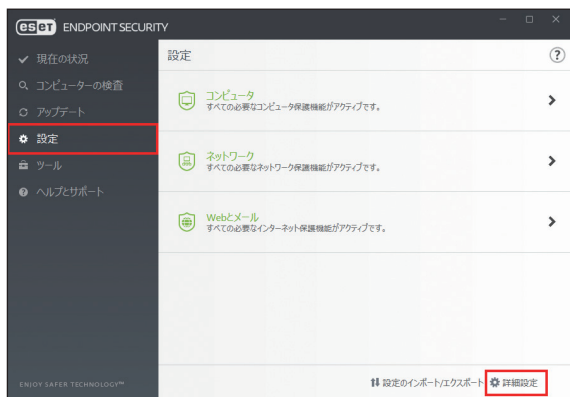 eseT ENDPOINT SECURITY
現在の状況
コンピューターの検査
アップデート
設定
ツール
ヘルプとサポート
ENJOY SAFER TECHNOLOGY™
設定
?
コンピュータ
すべての必要なコンピュータ保護機能がアクティブです。
ネットワーク
すべての必要なネットワーク保護機能がアクティブです。
Webとメール
すべての必要なインターネット保護機能がアクティブです。
設定のインポート/エクスポート 詳細設定